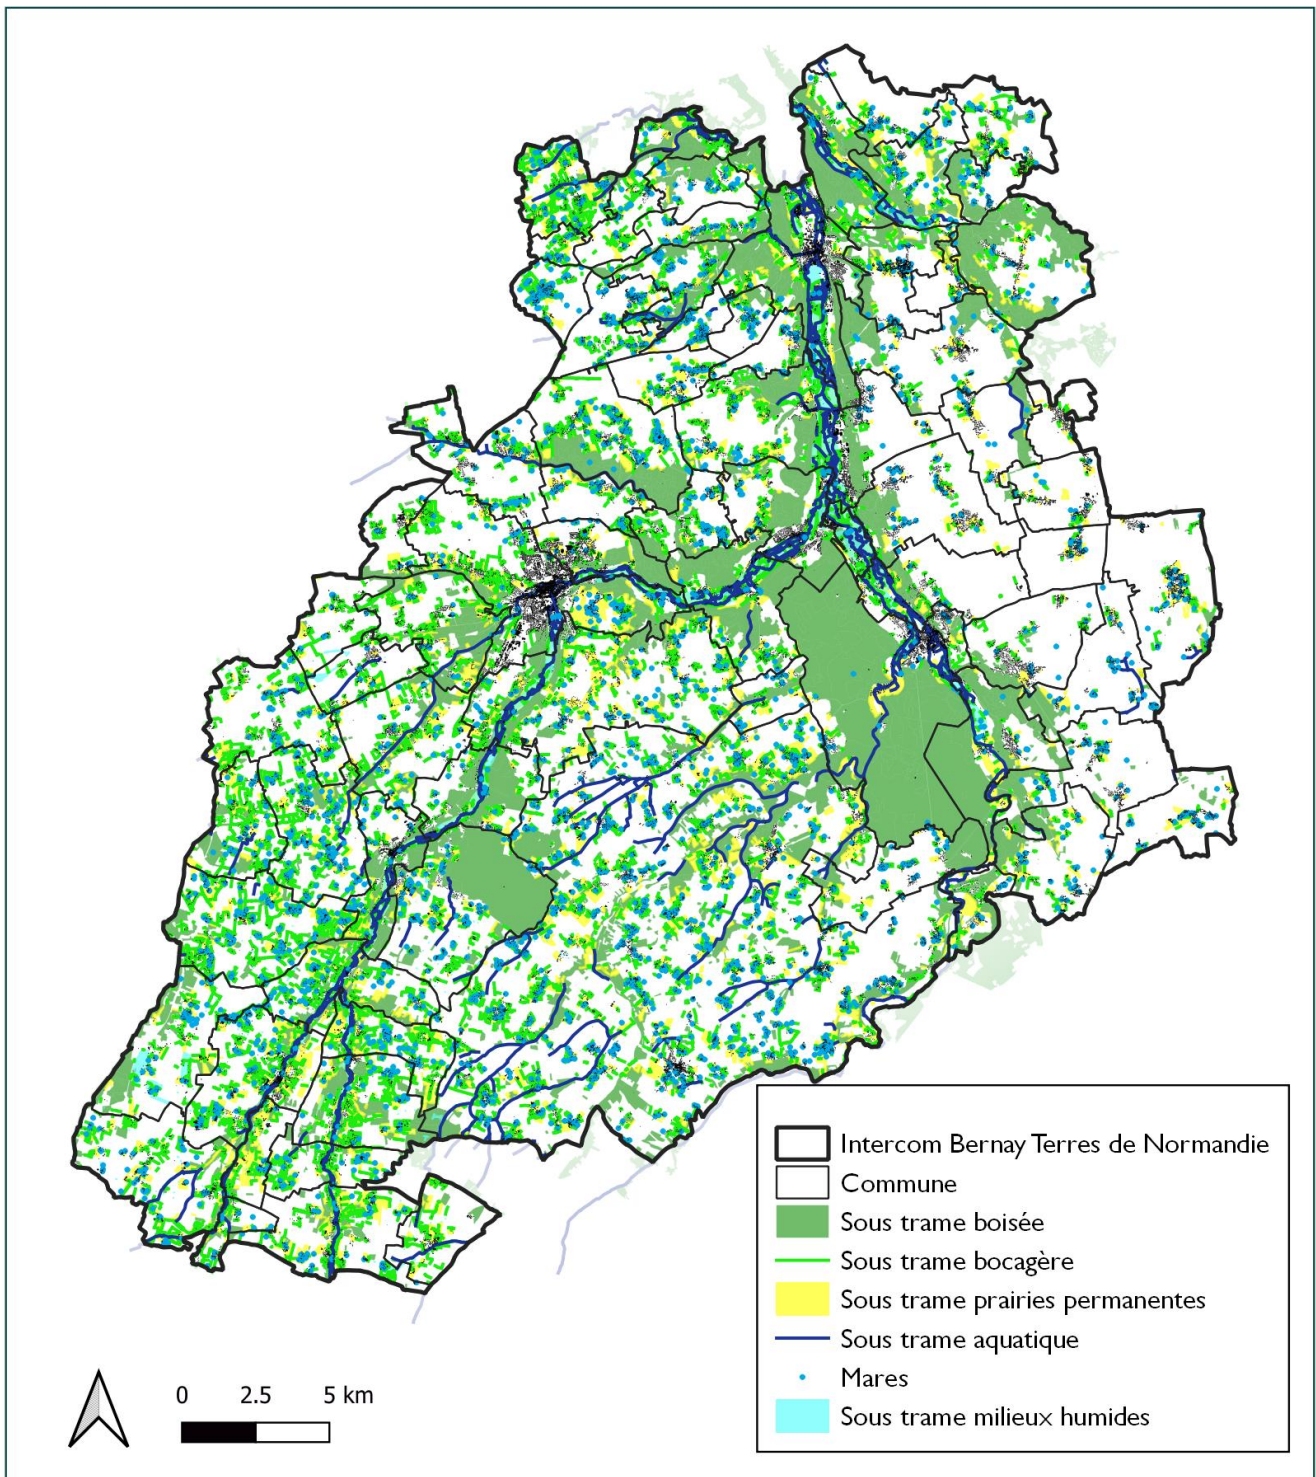 Intercom Bernay Terres de Normandie
Commune
Sous trame boisée
Sous trame bocagère
Sous trame prairies permanentes
Sous trame aquatique
Mares
Sous trame milieux humides
0 2.5 5 km